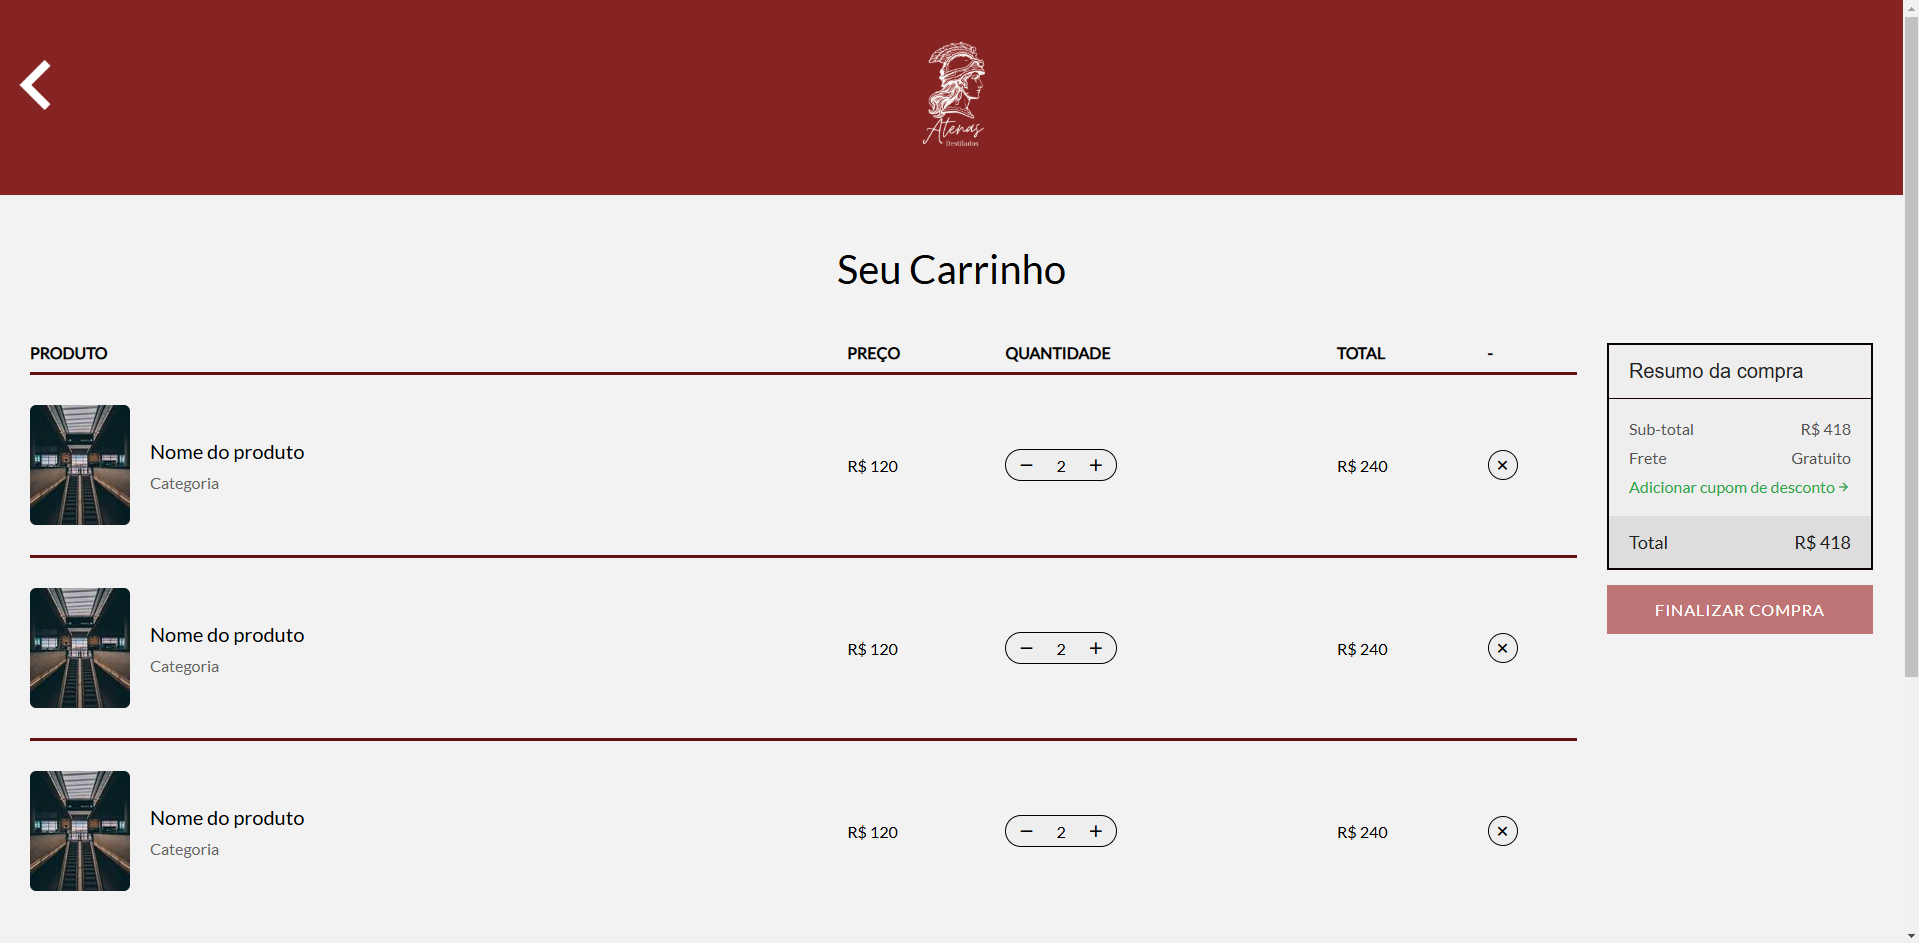 Atenas
Destilados
Seu Carrinho
PRODUTO PREÇO QUANTIDADE TOTAL -
Nome do produto
Categoria
R$ 120 − 2 + R$ 240 ×
Nome do produto
Categoria
R$ 120 − 2 + R$ 240 ×
Nome do produto
Categoria
R$ 120 − 2 + R$ 240 ×
Resumo da compra
Sub-total R$ 418
Frete Gratuito
Adicionar cupom de desconto →
Total R$ 418
FINALIZAR COMPRA